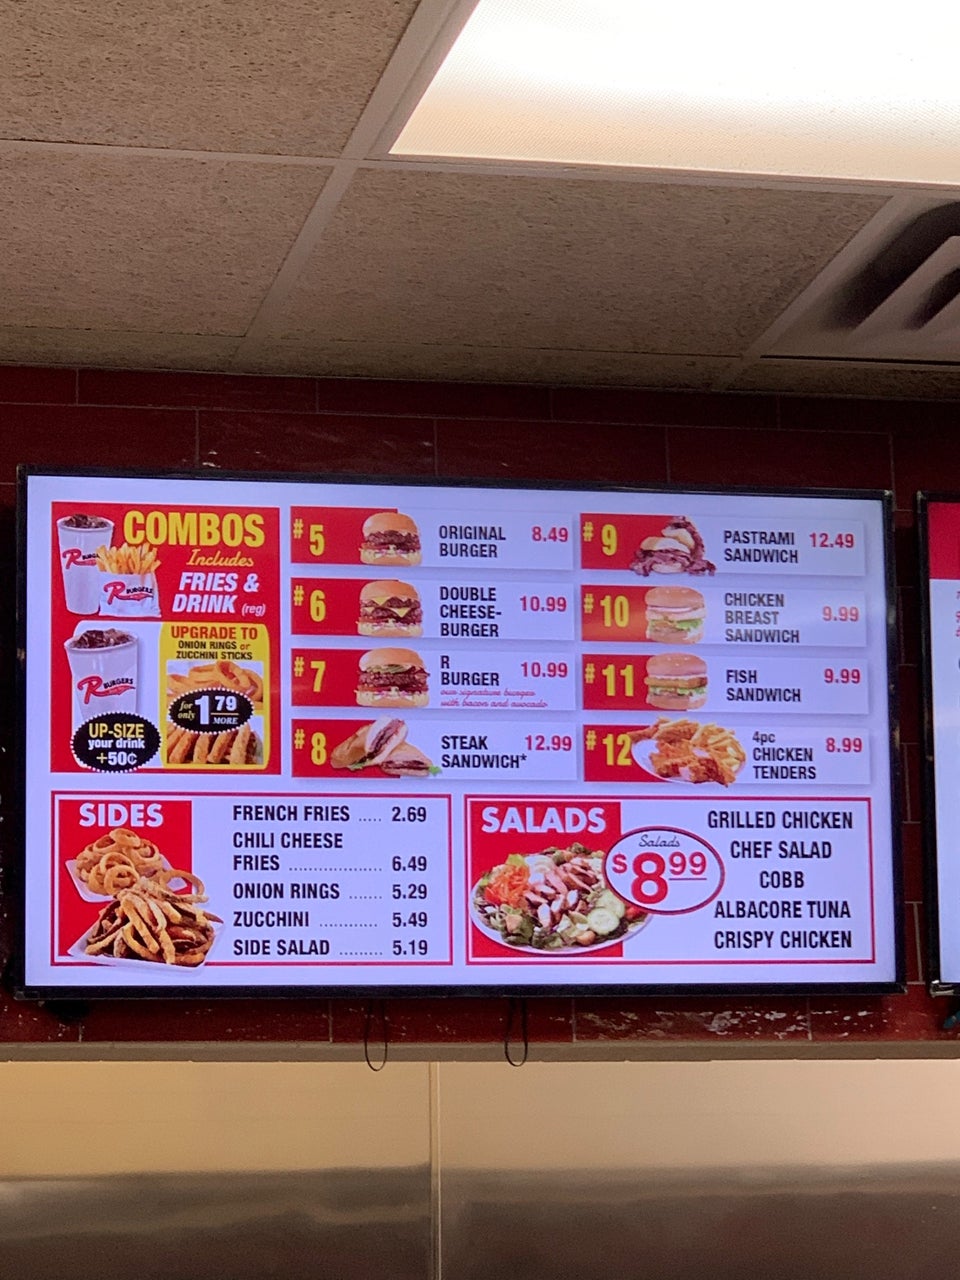 COMBOS
Includes
FRIES &
DRINK (reg)
R BURGERS
UPGRADE TO
ONION RINGS or
ZUCCHINI STICKS
for only 1.79 MORE
R BURGERS
UP-SIZE
your drink
+50¢
#5 ORIGINAL BURGER 8.49
#6 DOUBLE CHEESE-BURGER 10.99
#7 R BURGER 10.99
our signature burger
with bacon and avocado
#8 STEAK SANDWICH* 12.99
#9 PASTRAMI SANDWICH 12.49
#10 CHICKEN BREAST SANDWICH 9.99
#11 FISH SANDWICH 9.99
#12 4pc CHICKEN TENDERS 8.99
SIDES
FRENCH FRIES ..... 2.69
CHILI CHEESE
FRIES .................. 6.49
ONION RINGS .... 5.29
ZUCCHINI ........... 5.49
SIDE SALAD ........ 5.19
SALADS
Salads
$8.99
GRILLED CHICKEN
CHEF SALAD
COBB
ALBACORE TUNA
CRISPY CHICKEN